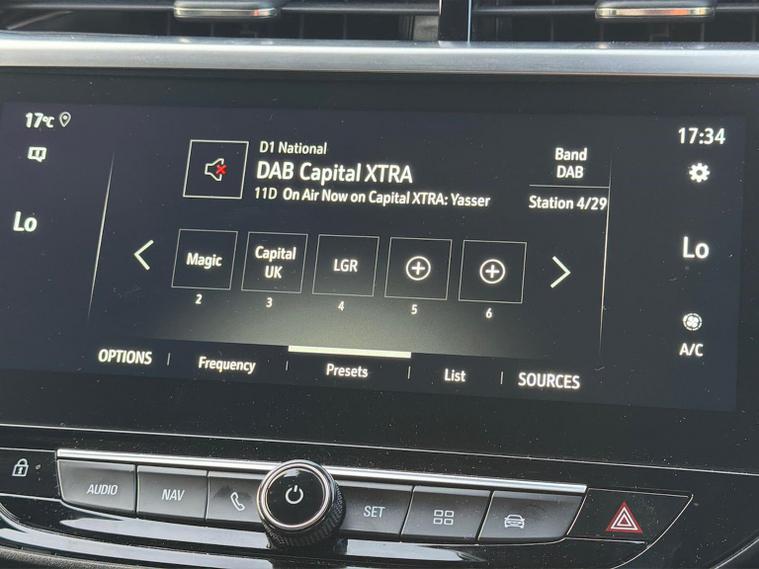 17°C
17:34
D1 National
DAB Capital XTRA
11D On Air Now on Capital XTRA: Yasser
Band
DAB
Station 4/29
Lo
Lo
Magic
Capital
UK
LGR
2
3
4
5
6
A/C
OPTIONS
Frequency
Presets
List
SOURCES
AUDIO
NAV
SET